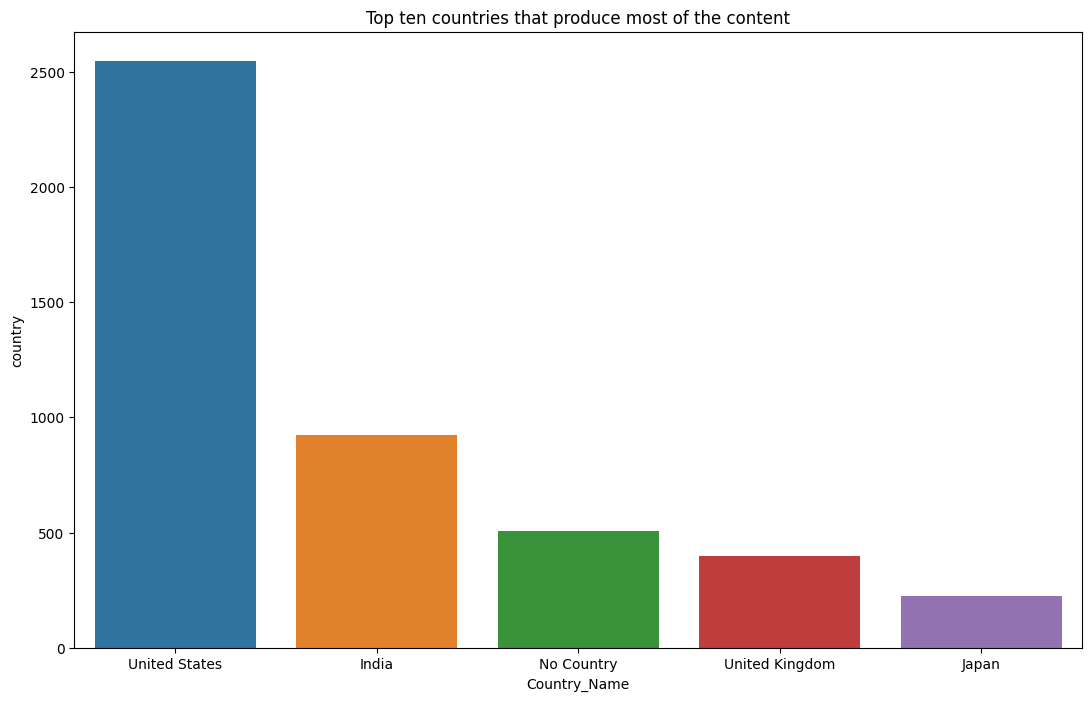 Top ten countries that produce most of the content
country
2500
2000
1500
1000
500
0
United States India No Country United Kingdom Japan
Country_Name